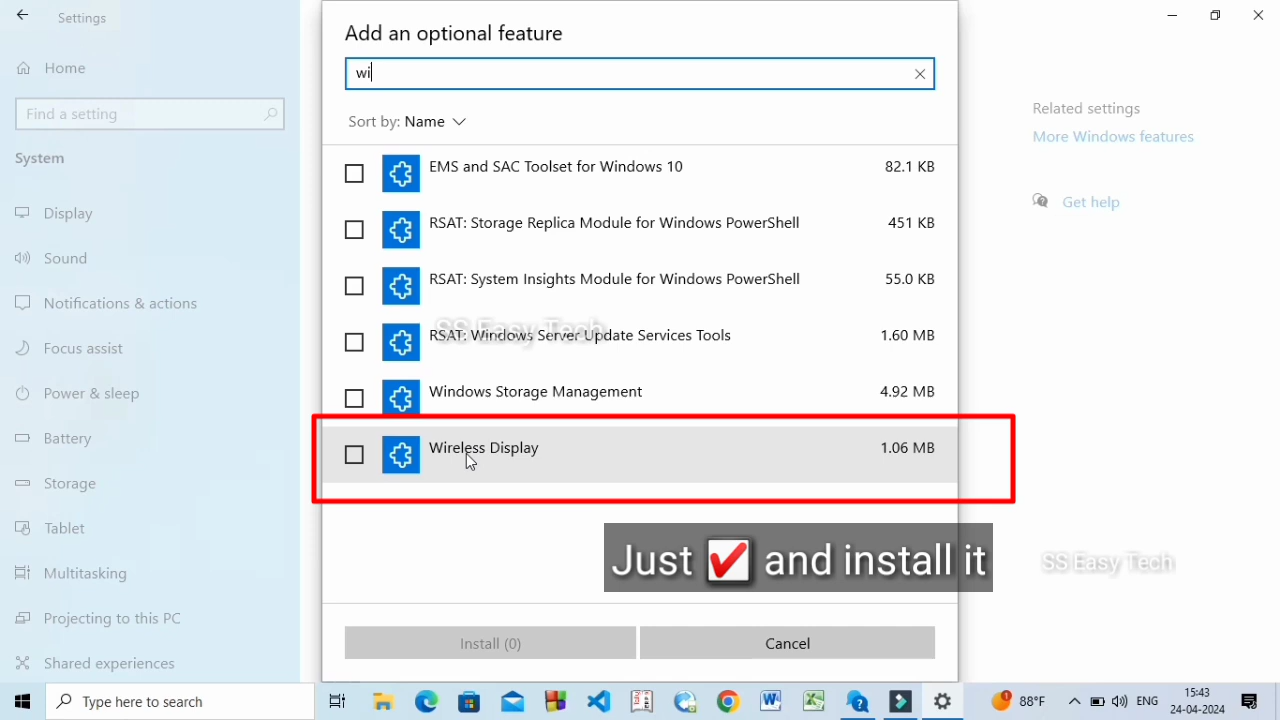 Settings
Home
Find a setting
System
Display
Sound
Notifications & actions
Focus assist
Power & sleep
Battery
Storage
Tablet
Multitasking
Projecting to this PC
Shared experiences
Add an optional feature
wi
Sort by: Name
EMS and SAC Toolset for Windows 10 82.1 KB
RSAT: Storage Replica Module for Windows PowerShell 451 KB
RSAT: System Insights Module for Windows PowerShell 55.0 KB
SS Easy Tech
RSAT: Windows Server Update Services Tools 1.60 MB
Windows Storage Management 4.92 MB
Wireless Display 1.06 MB
Just ✔ and install it
SS Easy Tech
Install (0) Cancel
Related settings
More Windows features
Get help
Type here to search
1
88°F
ENG
15:43
24-04-2024